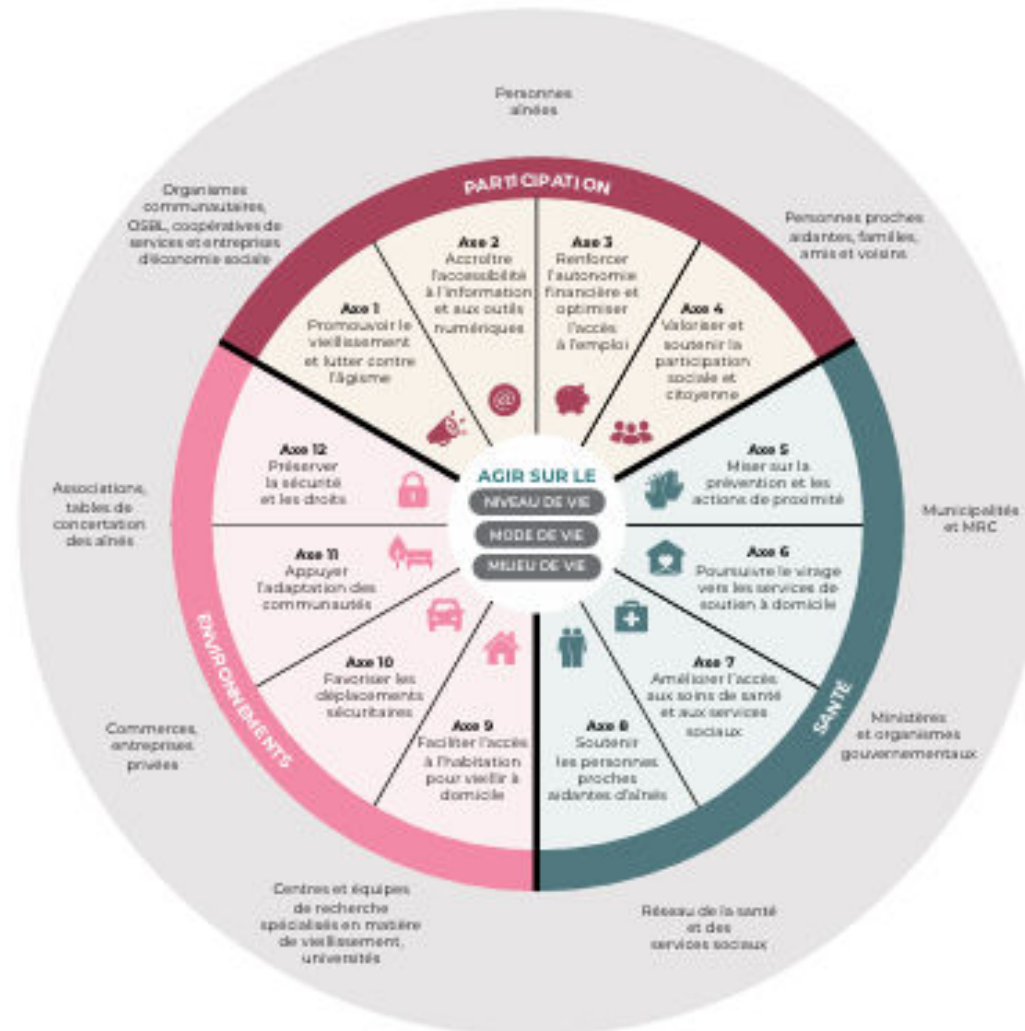 Personnes
aînées
Personnes proches
aidantes, familles,
amis et voisins
Municipalités
et MRC
Ministères
et organismes
gouvernementaux
Réseau de la santé
et des
services sociaux
Centres et équipes
de recherche
spécialisés en matière
de vieillissement,
universités
Commerces,
entreprises
privées
Associations,
tables de
concertation
des aînés
Organismes
communautaires,
OSBL, coopératives de
services et entreprises
d'économie sociale
PARTICIPATION
Axe 1
Promouvoir le
vieillissement
et lutter contre
l'âgisme
Axe 2
Accroître
l'accessibilité
à l'information
et aux outils
numériques
@
Axe 3
Renforcer
l'autonomie
financière et
optimiser
l'accès
à l'emploi
Axe 4
Valoriser et
soutenir la
participation
sociale et
citoyenne
SANTÉ
Axe 5
Miser sur la
prévention et les
actions de proximité
Axe 6
Poursuivre le virage
vers les services de
soutien à domicile
Axe 7
Améliorer l'accès
aux soins de santé
et aux services
sociaux
Axe 8
Soutenir
les personnes
proches
aidantes d'aînés
ENVIRONNEMENTS
Axe 9
Faciliter l'accès
à l'habitation
pour vieillir à
domicile
Axe 10
Favoriser les
déplacements
sécuritaires
Axe 11
Appuyer
l'adaptation des
communautés
Axe 12
Préserver
la sécurité
et les droits
AGIR SUR LE
NIVEAU DE VIE
MODE DE VIE
MILIEU DE VIE